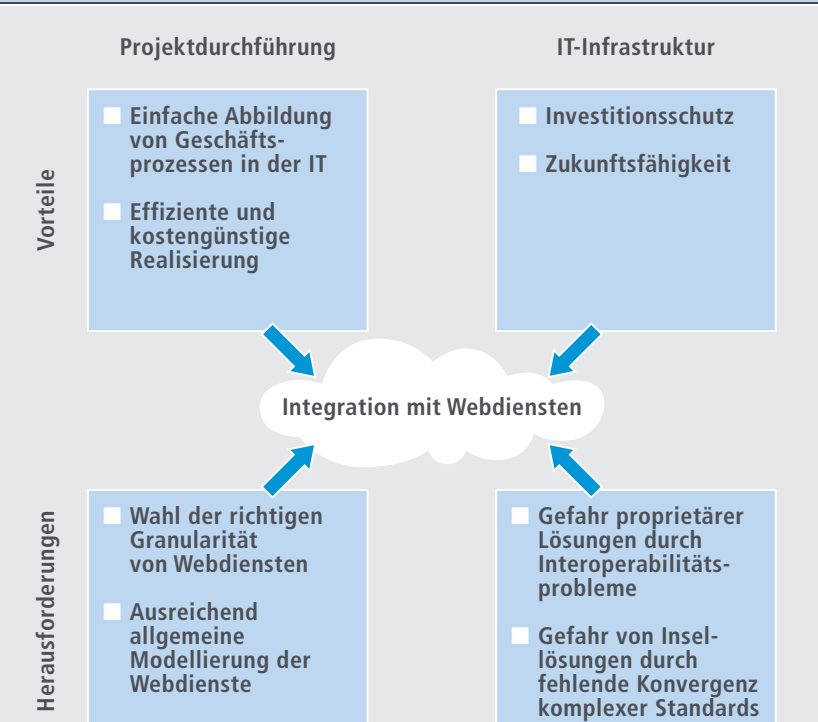 Projektdurchführung
IT-Infrastruktur
Vorteile
Einfache Abbildung
von Geschäfts-
prozessen in der IT
Effiziente und
kostengünstige
Realisierung
Investitionsschutz
Zukunftsfähigkeit
Integration mit Webdiensten
Herausforderungen
Wahl der richtigen
Granularität
von Webdiensten
Ausreichend
allgemeine
Modellierung der
Webdienste
Gefahr proprietärer
Lösungen durch
Interoperabilitäts-
probleme
Gefahr von Insel-
lösungen durch
fehlende Konvergenz
komplexer Standards